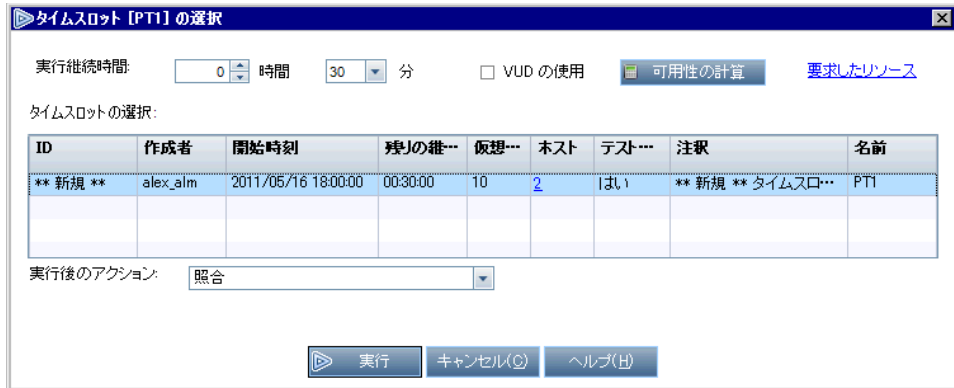 タイムスロット [PT1] の選択
実行継続時間: 0 時間 30 分 VUD の使用 可用性の計算 要求したリソース
タイムスロットの選択:
ID 作成者 開始時刻 残りの継… 仮想… ホスト テスト… 注釈 名前
** 新規 ** alex_alm 2011/05/16 18:00:00 00:30:00 10 2 はい ** 新規 ** タイムスロ… PT1
実行後のアクション: 照合
実行 キャンセル(C) ヘルプ(H)